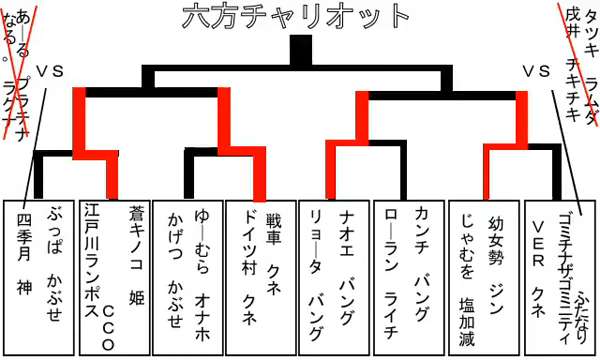 六方チャリオット
あーる プラチナ
なる。 ラクナ
VS
VS
タツキ ラムダ
戌井 チキチキ
ぶっぱ かぶせ
四季月 神
蒼キノコ 姫
江戸川ランポス CCO
ゆーむら オナホ
かげつ かぶせ
戦車 クネ
ドイツ村 クネ
ナオエ バング
リョータ バング
カンチ バング
ローラン ライチ
幼女勢 ジン
じゃむを 塩加減
ゴミチナザゴミニティ ふたなり
VER クネ